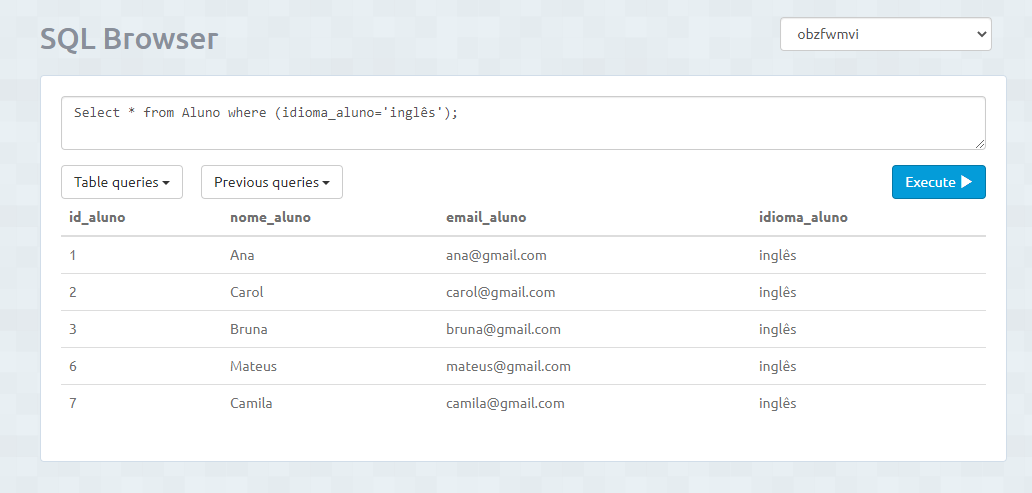 SQL Browser
obzfwmvi
Select * from Aluno where (idioma_aluno='inglês');
Table queries
Previous queries
Execute
id_aluno nome_aluno email_aluno idioma_aluno
1 Ana ana@gmail.com inglês
2 Carol carol@gmail.com inglês
3 Bruna bruna@gmail.com inglês
6 Mateus mateus@gmail.com inglês
7 Camila camila@gmail.com inglês